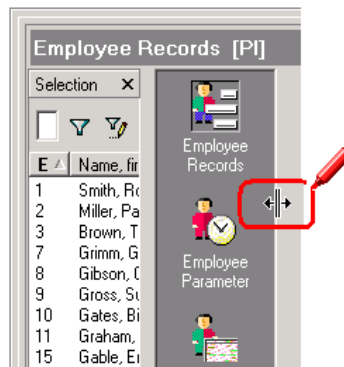 Employee Records [PI]
Selection
Employee
Records
E Name, fir
1 Smith, Ro
2 Miller, Pa
3 Brown, T
7 Grimm, G
8 Gibson, (
9 Gross, Su
10 Gates, Bi
11 Graham,
15 Gable, Er
Employee
Parameter